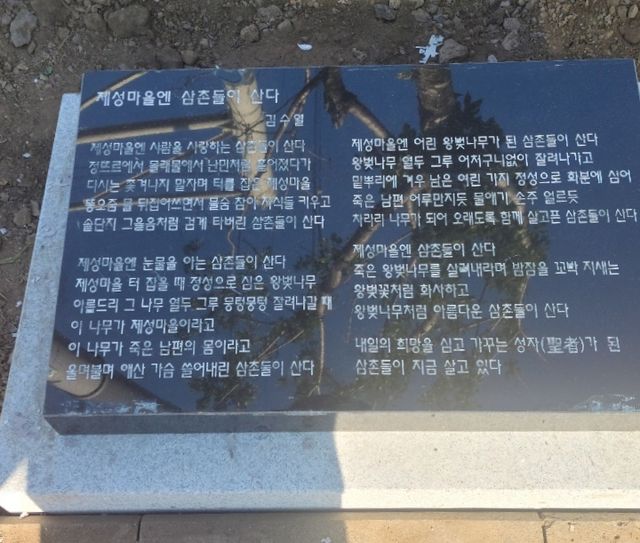 제성마을엔 삼촌들이 산다
김수열
제성마을엔 사람을 사랑하는 삼촌들이 산다
정뜨르에서 몰래물에서 난민처럼 흩어졌다가
다시는 쫓겨나지 말자며 터를 잡은 제성마을
똥오줌 물 뒤집어쓰면서 물숨 참아 자식들 키우고
솥단지 그을음처럼 검게 타버린 삼촌들이 산다
제성마을엔 눈물을 아는 삼촌들이 산다
제성마을 터 잡을 때 정성으로 심은 왕벚나무
아름드리 그 나무 열두 그루 뭉텅뭉텅 잘려나갈 때
이 나무가 제성마을이라고
이 나무가 죽은 남편의 몸이라고
울며불며 애산 가슴 쓸어내린 삼촌들이 산다
제성마을엔 어린 왕벚나무가 된 삼촌들이 산다
왕벚나무 열두 그루 어처구니없이 잘려나가고
밑뿌리에 겨우 남은 여린 가지 정성으로 화분에 심어
죽은 남편 어루만지듯 물애기 손주 얼르듯
차라리 나무가 되어 오래도록 함께 살고픈 삼촌들이 산다
제성마을엔 삼촌들이 산다
죽은 왕벚나무를 살려내라며 밤잠을 꼬박 지새는
왕벚꽃처럼 화사하고
왕벚나무처럼 아름다운 삼촌들이 산다
내일의 희망을 심고 가꾸는 성자(聖者)가 된
삼촌들이 지금 살고 있다